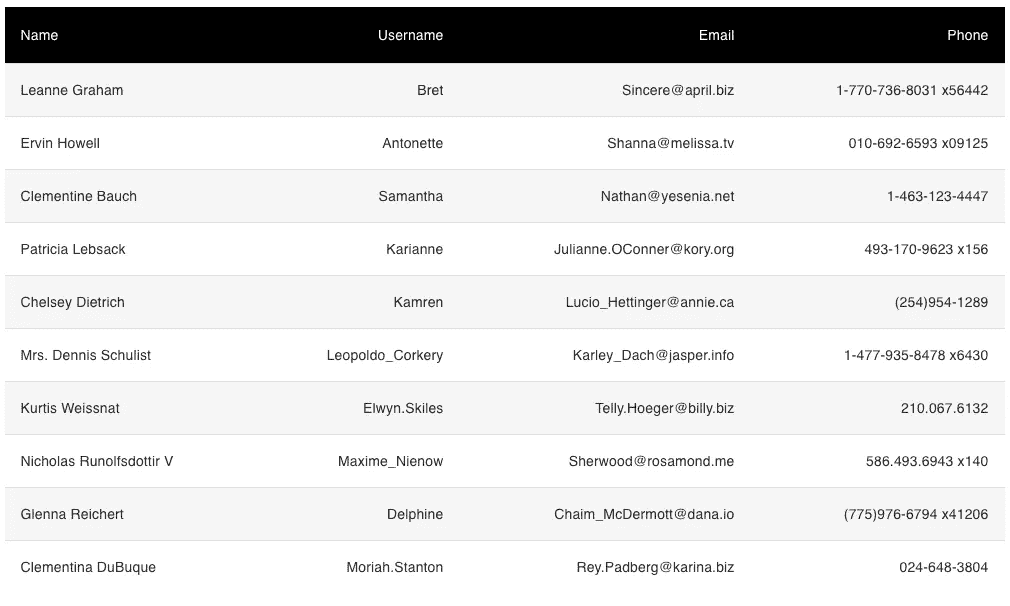 Name Username Email Phone
Leanne Graham Bret Sincere@april.biz 1-770-736-8031 x56442
Ervin Howell Antonette Shanna@melissa.tv 010-692-6593 x09125
Clementine Bauch Samantha Nathan@yesenia.net 1-463-123-4447
Patricia Lebsack Karianne Julianne.OConner@kory.org 493-170-9623 x156
Chelsey Dietrich Kamren Lucio_Hettinger@annie.ca (254)954-1289
Mrs. Dennis Schulist Leopoldo_Corkery Karley_Dach@jasper.info 1-477-935-8478 x6430
Kurtis Weissnat Elwyn.Skiles Telly.Hoeger@billy.biz 210.067.6132
Nicholas Runolfsdottir V Maxime_Nienow Sherwood@rosamond.me 586.493.6943 x140
Glenna Reichert Delphine Chaim_McDermott@dana.io (775)976-6794 x41206
Clementina DuBuque Moriah.Stanton Rey.Padberg@karina.biz 024-648-3804